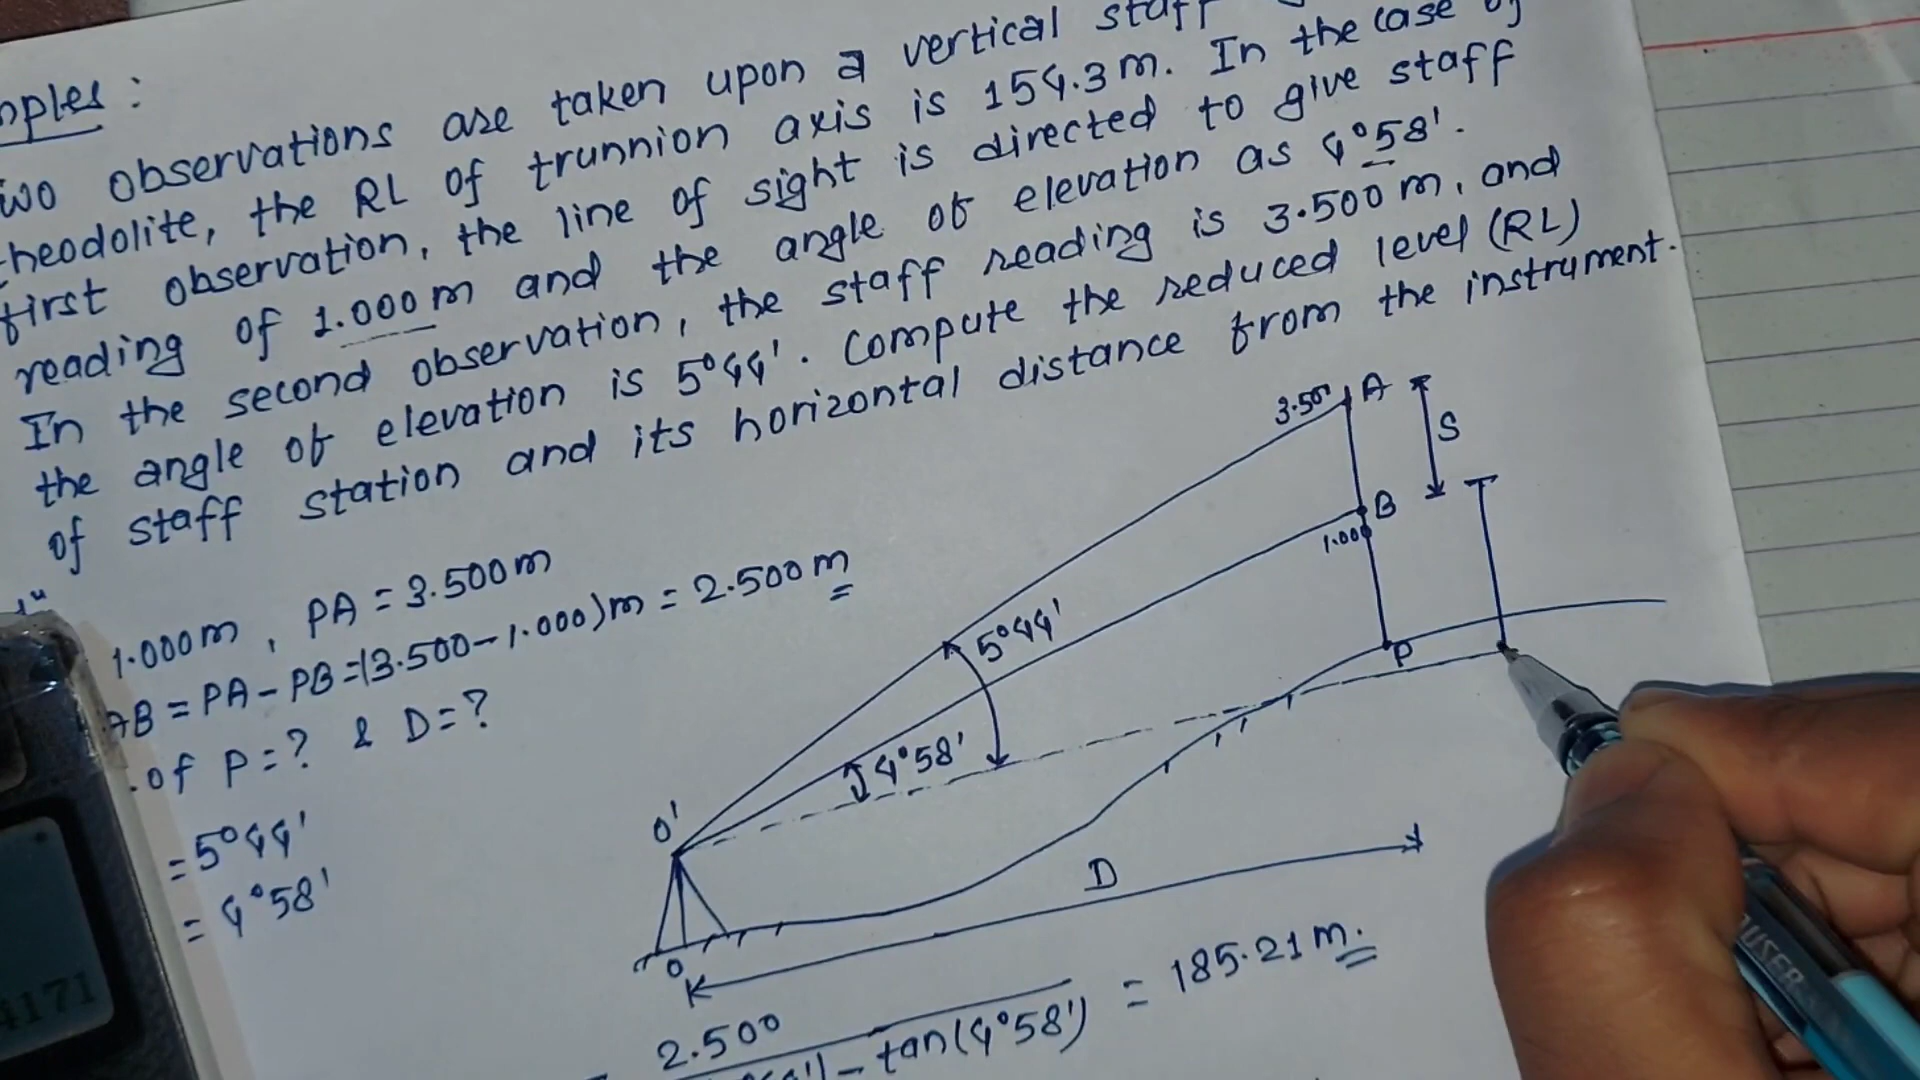 two observations are taken upon a vertical staff
theodolite, the RL of trunnion axis is 154.3 m. In the case of
first observation, the line of sight is directed to give staff
reading of 1.000 m and the angle of elevation as 4°58'.
In the second observation, the staff reading is 3.500 m, and
the angle of elevation is 5°44'. Compute the reduced level (RL)
of staff station and its horizontal distance from the instrument.
1.000m, PA = 3.500m
AB = PA - PB = (3.500 - 1.000)m = 2.500 m
of P = ? & D = ?
= 5°44'
= 4°58'
3.500 A
S
B
1.000
P
5°44'
4°58'
O'
O
D
2.500
- tan(4°58') = 185.21 m.
4171